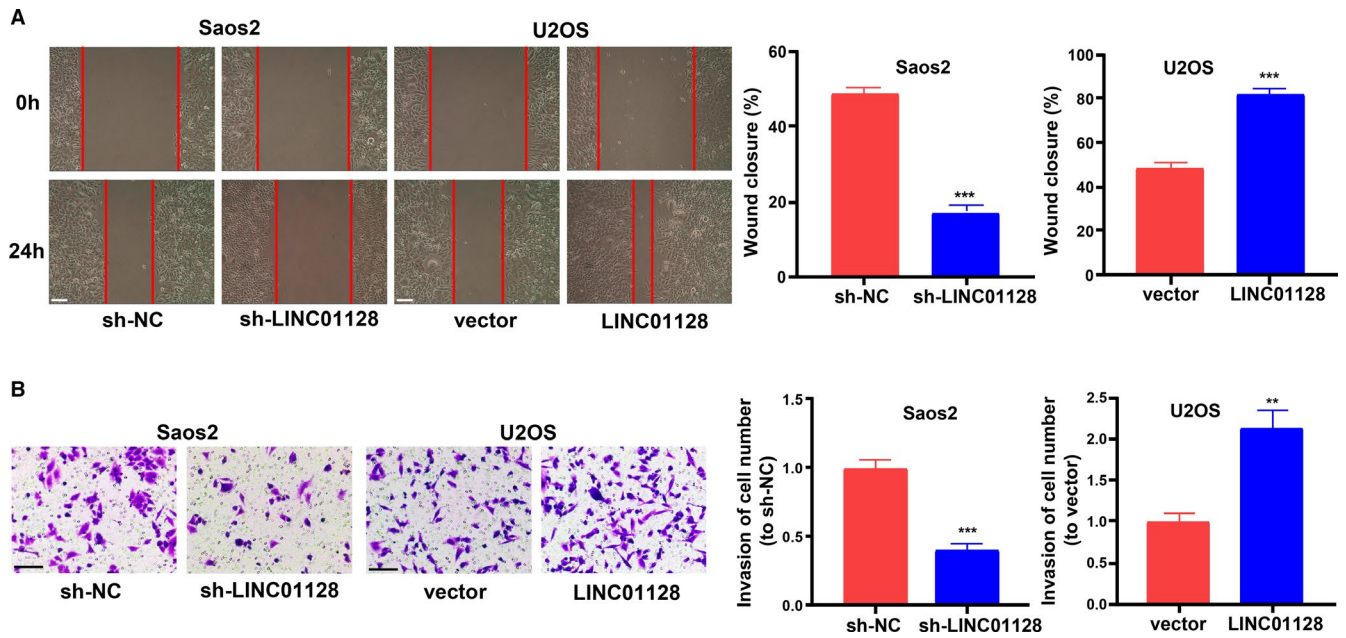 A
Saos2
U2OS
0h
24h
sh-NC
sh-LINC01128
vector
LINC01128
Wound closure (%)
60
40
20
0
Saos2
***
sh-NC
sh-LINC01128
Wound closure (%)
100
80
60
40
20
0
U2OS
***
vector
LINC01128
B
Saos2
U2OS
sh-NC
sh-LINC01128
vector
LINC01128
Invasion of cell number
(to sh-NC)
1.5
1.0
0.5
0.0
Saos2
***
sh-NC
sh-LINC01128
Invasion of cell number
(to vector)
2.5
2.0
1.5
1.0
0.5
0.0
U2OS
**
vector
LINC01128